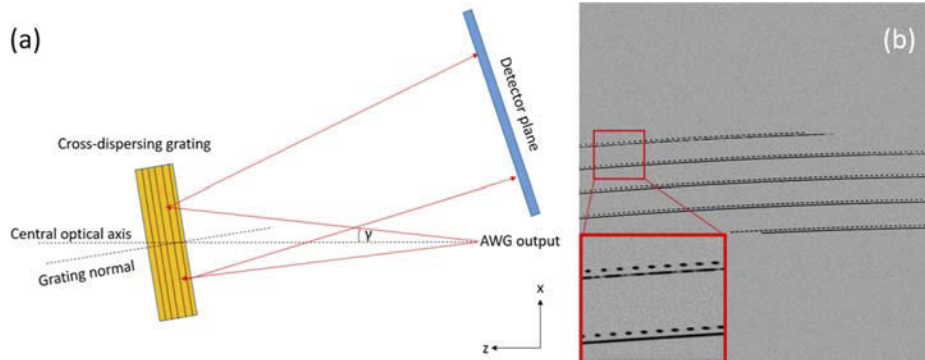 (a)
(b)
Detector plane
Cross-dispersing grating
Central optical axis
γ
AWG output
Grating normal
x
z